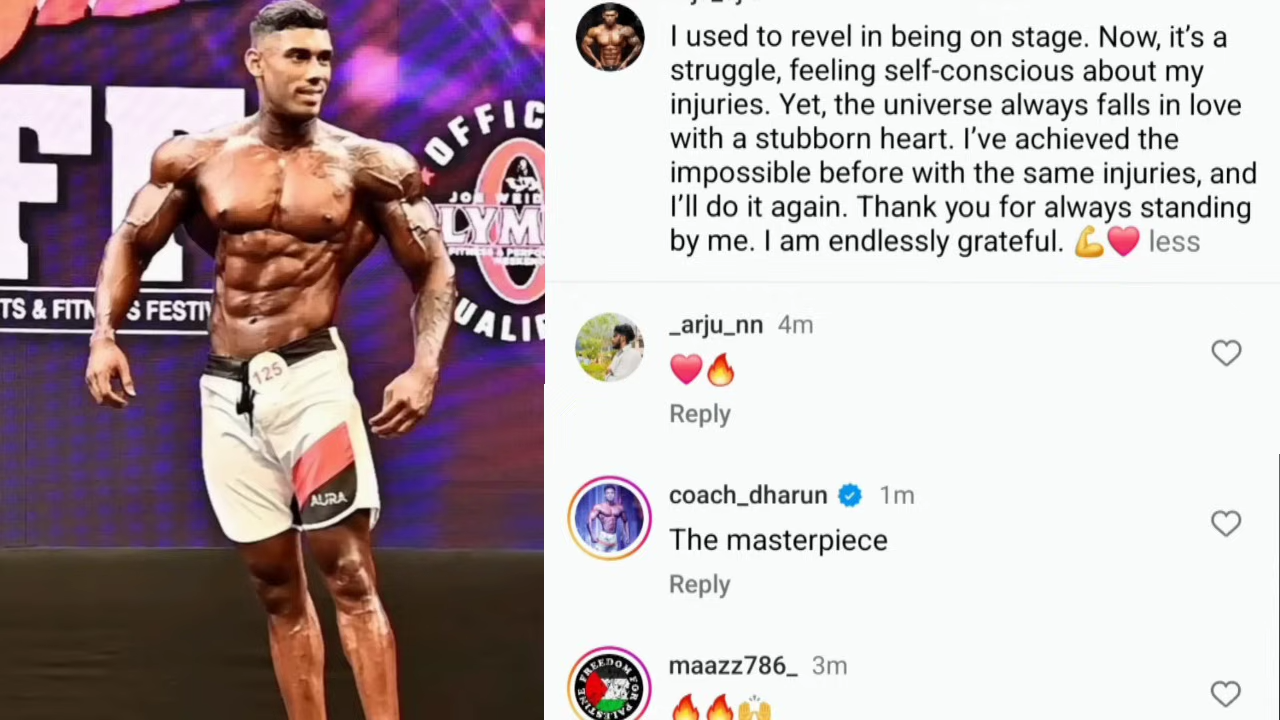 FF
TS & FITN S FESTIV
OFFIC
JOE WEID
LYMP
QUALIF
125
AURA
I used to revel in being on stage. Now, it's a
struggle, feeling self-conscious about my
injuries. Yet, the universe always falls in love
with a stubborn heart. I've achieved the
impossible before with the same injuries, and
I'll do it again. Thank you for always standing
by me. I am endlessly grateful. 💪❤️ less
_arju_nn 4m
❤️🔥
Reply
coach_dharun 1m
The masterpiece
Reply
maazz786_ 3m
FREEDOM FOR PALESTINE
🔥🔥🙌